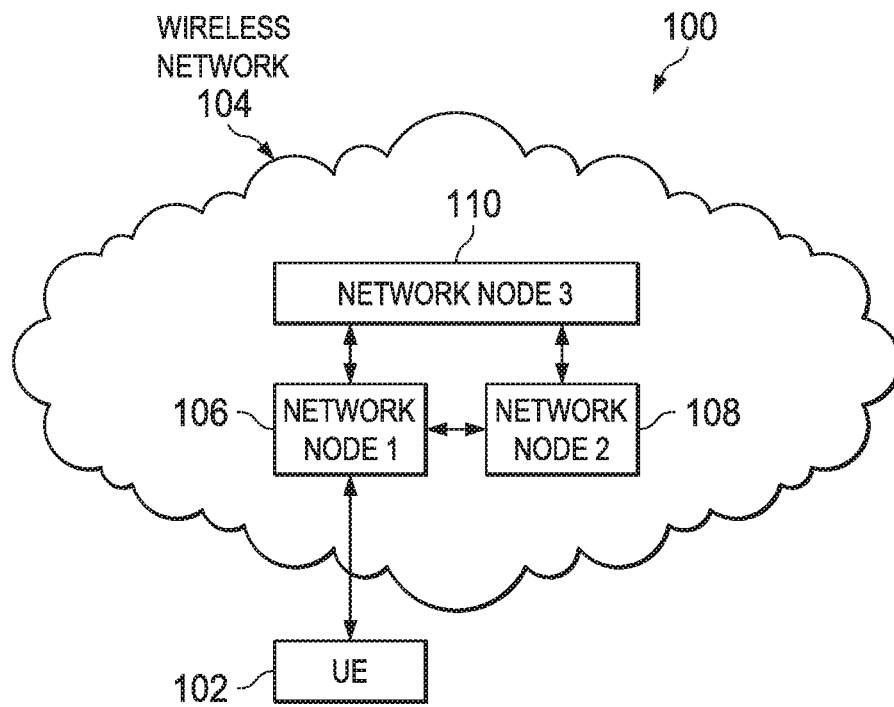 WIRELESS
NETWORK
104
100
110
NETWORK NODE 3
106
NETWORK
NODE 1
NETWORK
NODE 2
108
102
UE